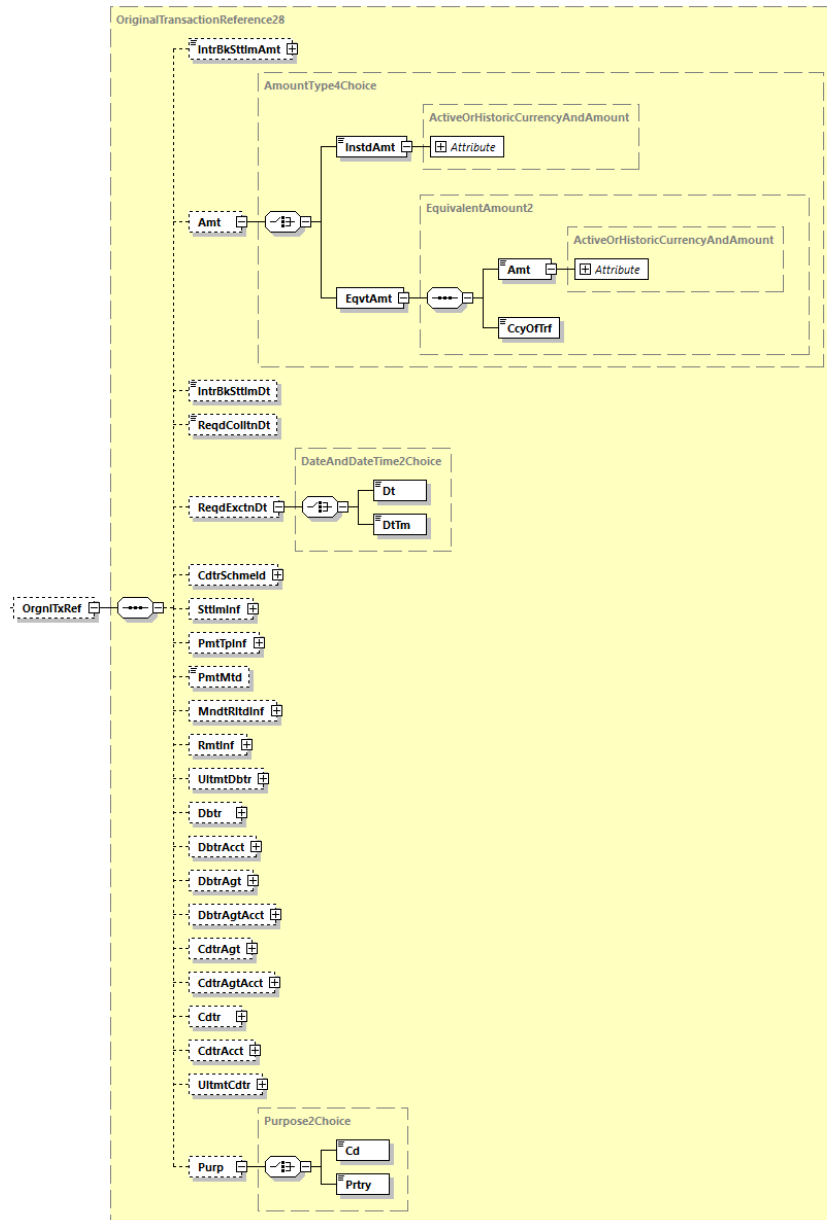 OriginalTransactionReference28
IntrBkSttlmAmt
AmountType4Choice
ActiveOrHistoricCurrencyAndAmount
InstdAmt
Attribute
EquivalentAmount2
Amt
ActiveOrHistoricCurrencyAndAmount
Amt
Attribute
EqvtAmt
CcyOfTrf
IntrBkSttlmDt
ReqdColltnDt
DateAndDateTime2Choice
Dt
ReqdExctnDt
DtTm
CdtrSchmeId
OrgnlTxRef
SttlmInf
PmtTpInf
PmtMtd
MndtRltdInf
RmtInf
UltmtDbtr
Dbtr
DbtrAcct
DbtrAgt
DbtrAgtAcct
CdtrAgt
CdtrAgtAcct
Cdtr
CdtrAcct
UltmtCdtr
Purpose2Choice
Cd
Purp
Prtry